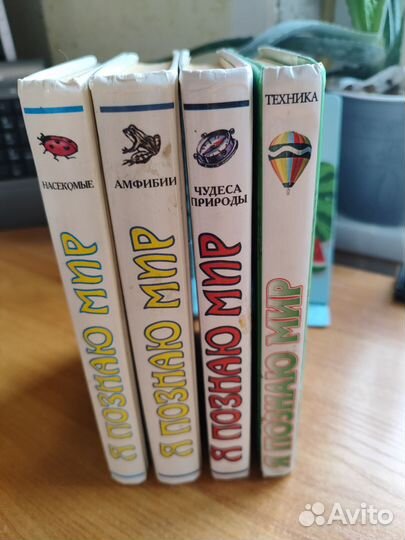 НАСЕКОМЫЕ
Я ПОЗНАЮ МИР
АМФИБИИ
Я ПОЗНАЮ МИР
ЧУДЕСА
ПРИРОДЫ
Я ПОЗНАЮ МИР
ТЕХНИКА
Я ПОЗНАЮ МИР
Avito